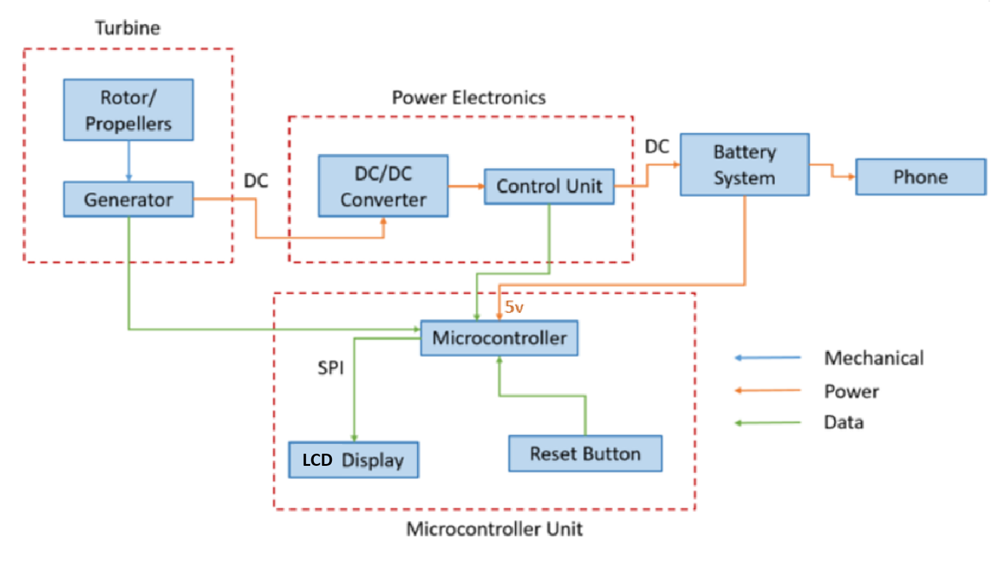 Turbine
Rotor/
Propellers
Generator
DC
Power Electronics
DC/DC
Converter
Control Unit
DC
Battery
System
Phone
5v
Microcontroller
SPI
LCD Display
Reset Button
Microcontroller Unit
Mechanical
Power
Data